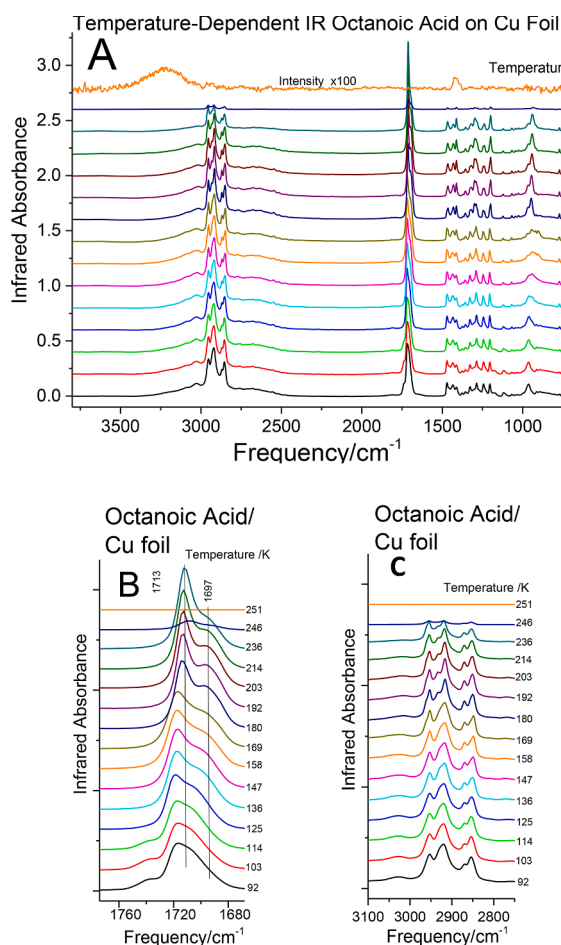 Temperature-Dependent IR Octanoic Acid on Cu Foil
A
Intensity x100
Temperatur
3.0
2.5
2.0
1.5
1.0
0.5
0.0
Infrared Absorbance
3500 3000 2500 2000 1500 1000
Frequency/cm⁻¹
Octanoic Acid/
Cu foil
Temperature /K
B
1713
1697
251
246
236
214
203
192
180
169
158
147
136
125
114
103
92
Infrared Absorbance
1760 1720 1680
Frequency/cm⁻¹
Octanoic Acid/
Cu foil
C
Temperature /K
251
246
236
214
203
192
180
169
158
147
136
125
114
103
92
Infrared Absorbance
3100 3000 2900 2800
Frequency/cm⁻¹